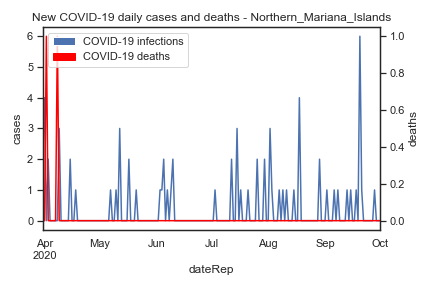 New COVID-19 daily cases and deaths - Northern_Mariana_Islands
COVID-19 infections
COVID-19 deaths
6
5
4
3
2
1
0
cases
1.0
0.8
0.6
0.4
0.2
0.0
deaths
Apr May Jun Jul Aug Sep Oct
2020
dateRep